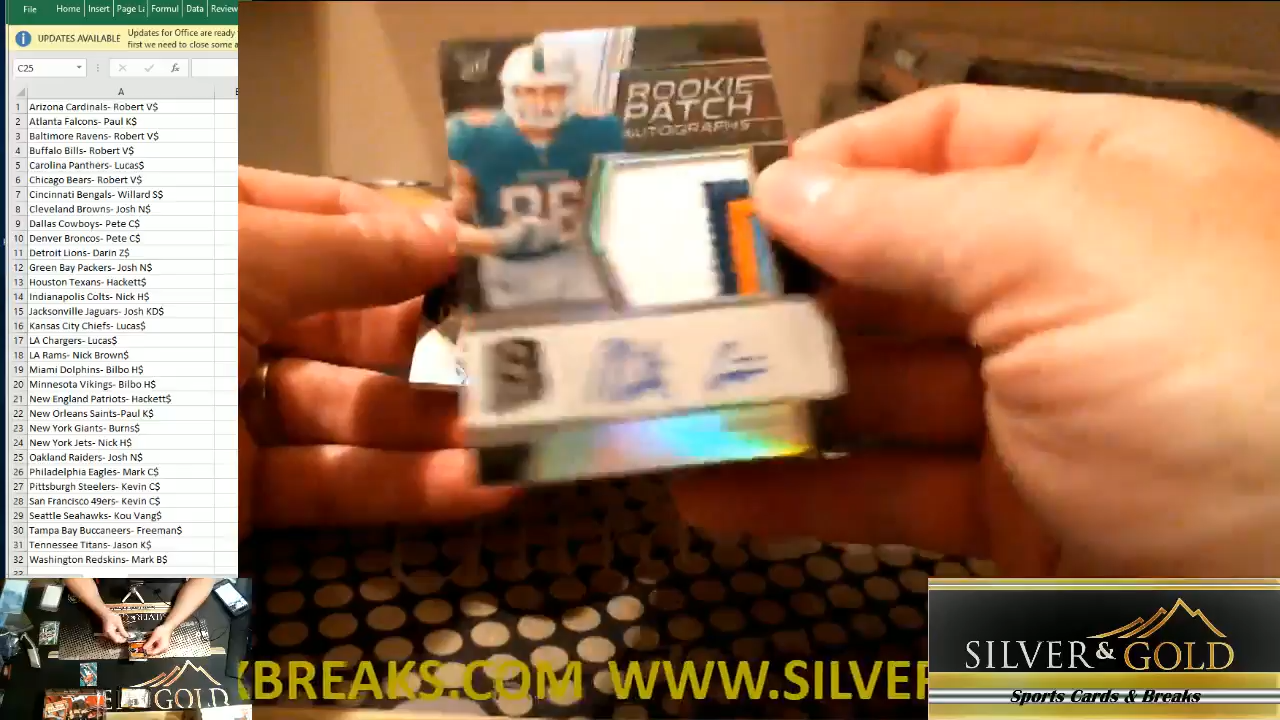 File Home Insert Page La Formul Data Review
UPDATES AVAILABLE Updates for Office are ready
first we need to close some a
C25
fx
A
1 Arizona Cardinals- Robert V$
2 Atlanta Falcons- Paul K$
3 Baltimore Ravens- Robert V$
4 Buffalo Bills- Robert V$
5 Carolina Panthers- Lucas$
6 Chicago Bears- Robert V$
7 Cincinnati Bengals- Willard S$
8 Cleveland Browns- Josh N$
9 Dallas Cowboys- Pete C$
10 Denver Broncos- Pete C$
11 Detroit Lions- Darin Z$
12 Green Bay Packers- Josh N$
13 Houston Texans- Hackett$
14 Indianapolis Colts- Nick H$
15 Jacksonville Jaguars- Josh KD$
16 Kansas City Chiefs- Lucas$
17 LA Chargers- Lucas$
18 LA Rams- Nick Brown$
19 Miami Dolphins- Bilbo H$
20 Minnesota Vikings- Bilbo H$
21 New England Patriots- Hackett$
22 New Orleans Saints-Paul K$
23 New York Giants- Burns$
24 New York Jets- Nick H$
25 Oakland Raiders- Josh N$
26 Philadelphia Eagles- Mark C$
27 Pittsburgh Steelers- Kevin C$
28 San Francisco 49ers- Kevin C$
29 Seattle Seahawks- Kou Vang$
30 Tampa Bay Buccaneers- Freeman$
31 Tennessee Titans- Jason K$
32 Washington Redskins- Mark B$
ROOKIE
PATCH
AUTOGRAPHS
88
KBREAKS.COM WWW.SILVER
SILVER & GOLD
Sports Cards & Breaks